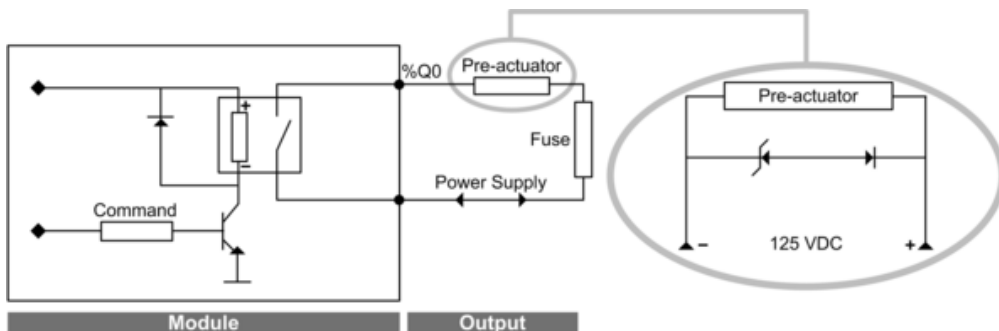 %Q0
Pre-actuator
Pre-actuator
+
Fuse
-
Power Supply
Command
- 125 VDC +
Module
Output